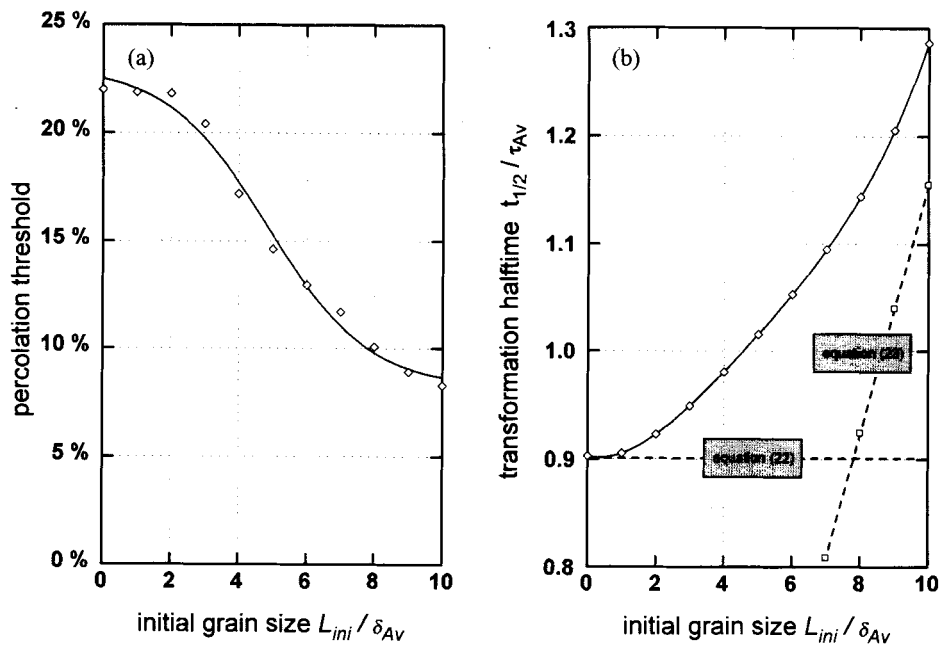 (a)
25 %
20 %
15 %
10 %
5 %
0 %
0 2 4 6 8 10
percolation threshold
initial grain size L_ini / δ_Av
(b)
1.3
1.2
1.1
1.0
0.9
0.8
0 2 4 6 8 10
transformation halftime t_1/2 / τ_Av
equation (23)
equation (22)
initial grain size L_ini / δ_Av